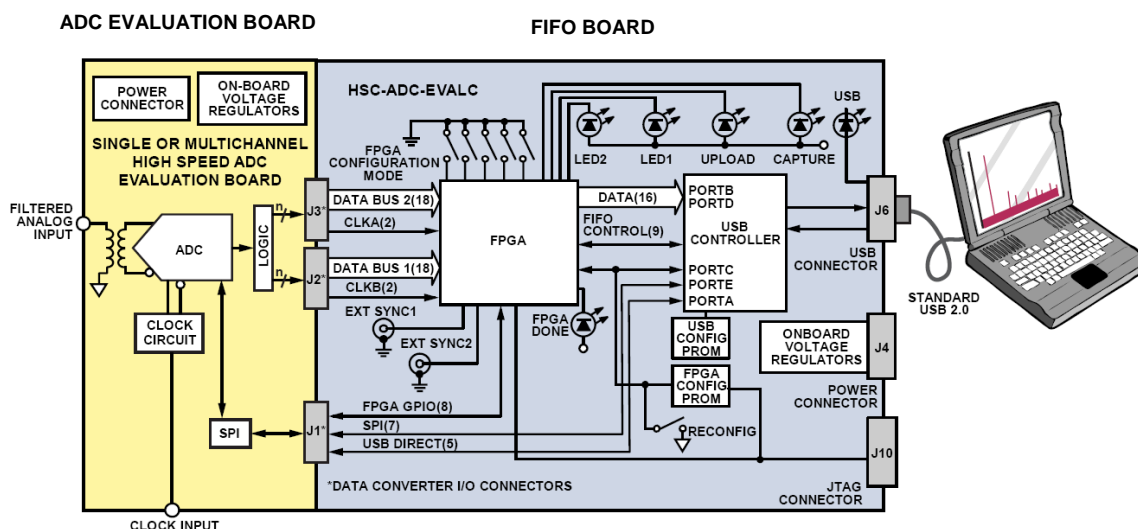 ADC EVALUATION BOARD
FIFO BOARD
POWER
CONNECTOR
ON-BOARD
VOLTAGE
REGULATORS
SINGLE OR MULTICHANNEL
HIGH SPEED ADC
EVALUATION BOARD
FILTERED
ANALOG
INPUT
ADC
LOGIC
n
n
CLOCK
CIRCUIT
SPI
CLOCK INPUT
J3*
J2*
J1*
HSC-ADC-EVALC
FPGA
CONFIGURATION
MODE
DATA BUS 2(18)
CLKA(2)
DATA BUS 1(18)
CLKB(2)
EXT SYNC1
EXT SYNC2
FPGA
LED2
LED1
UPLOAD
CAPTURE
USB
DATA(16)
FIFO
CONTROL(9)
PORTB
PORTD
USB
CONTROLLER
PORTC
PORTE
PORTA
FPGA
DONE
USB
CONFIG
PROM
FPGA
CONFIG
PROM
RECONFIG
FPGA GPIO(8)
SPI(7)
USB DIRECT(5)
*DATA CONVERTER I/O CONNECTORS
J6
USB
CONNECTOR
ONBOARD
VOLTAGE
REGULATORS
J4
POWER
CONNECTOR
J10
JTAG
CONNECTOR
STANDARD
USB 2.0